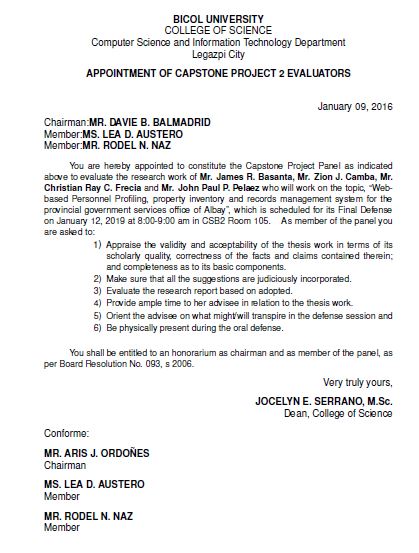 BICOL UNIVERSITY
COLLEGE OF SCIENCE
Computer Science and Information Technology Department
Legazpi City
APPOINTMENT OF CAPSTONE PROJECT 2 EVALUATORS
January 09, 2016
Chairman:MR. DAVIE B. BALMADRID
Member:MS. LEA D. AUSTERO
Member:MR. RODEL N. NAZ
You are hereby appointed to constitute the Capstone Project Panel as indicated
above to evaluate the research work of Mr. James R. Basanta, Mr. Zion J. Camba, Mr.
Christian Ray C. Frecia and Mr. John Paul P. Pelaez who will work on the topic, “Web-
based Personnel Profiling, property inventory and records management system for the
provincial government services office of Albay”, which is scheduled for its Final Defense
on January 12, 2019 at 8:00-9:00 am in CSB2 Room 105. As member of the panel you
are asked to:
1) Appraise the validity and acceptability of the thesis work in terms of its
scholarly quality, correctness of the facts and claims contained therein;
and completeness as to its basic components.
2) Make sure that all the suggestions are judiciously incorporated.
3) Evaluate the research report based on adopted.
4) Provide ample time to her advisee in relation to the thesis work.
5) Orient the advisee on what might/will transpire in the defense session and
6) Be physically present during the oral defense.
You shall be entitled to an honorarium as chairman and as member of the panel, as
per Board Resolution No. 093, s 2006.
Very truly yours,
JOCELYN E. SERRANO, M.Sc.
Dean, College of Science
Conforme:
MR. ARIS J. ORDOÑES
Chairman
MS. LEA D. AUSTERO
Member
MR. RODEL N. NAZ
Member